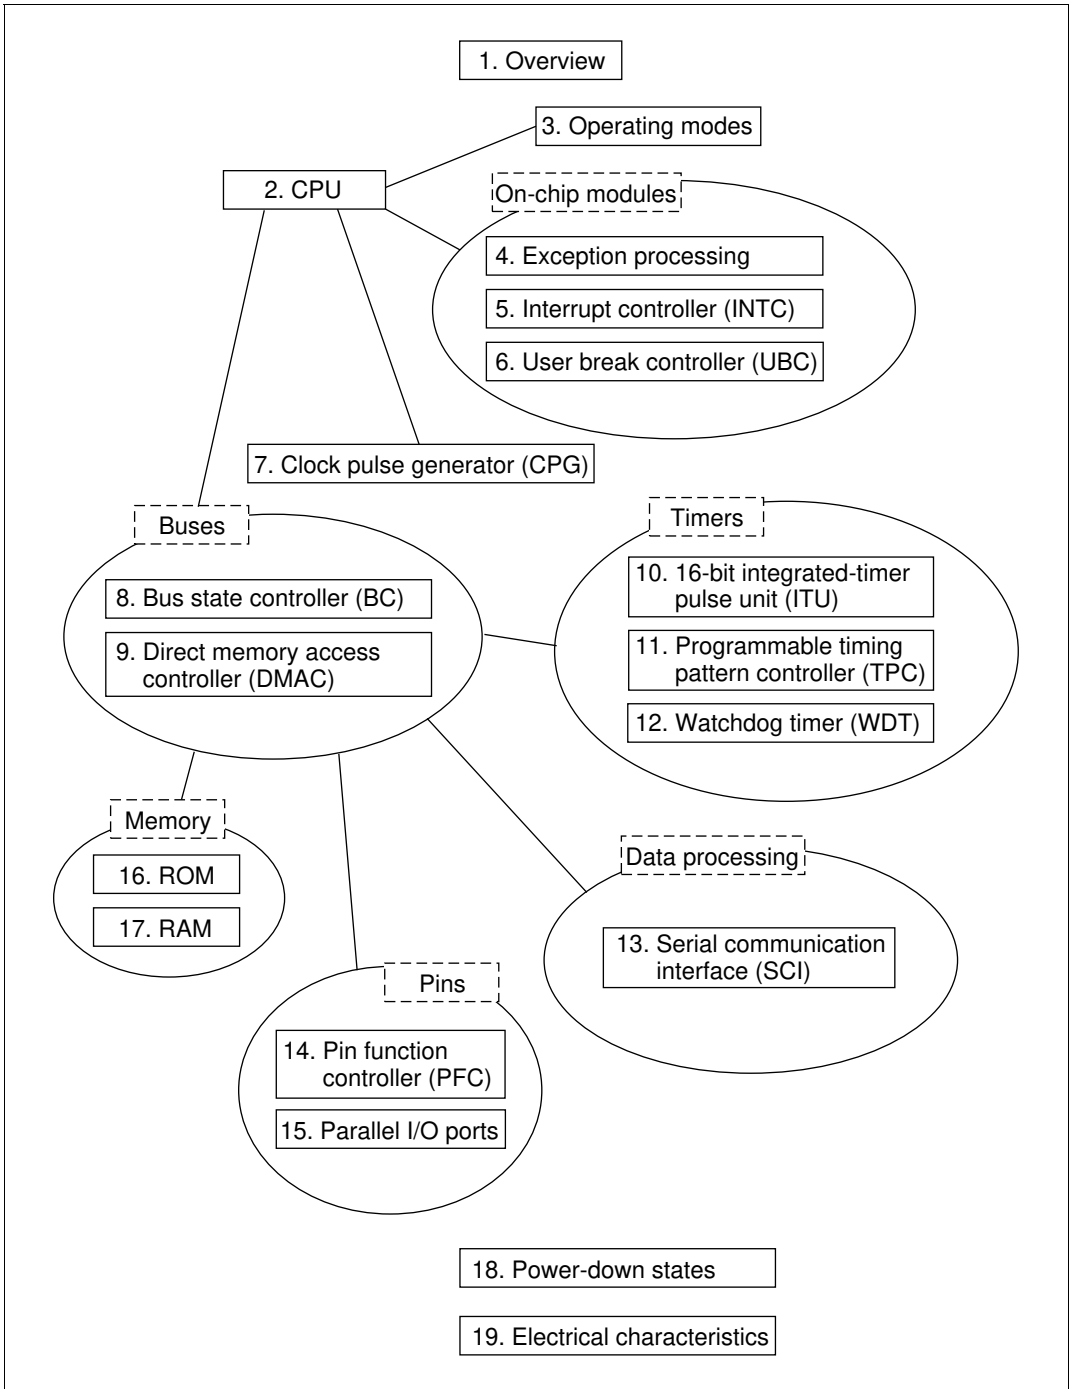 1. Overview
3. Operating modes
2. CPU
On-chip modules
4. Exception processing
5. Interrupt controller (INTC)
6. User break controller (UBC)
7. Clock pulse generator (CPG)
Buses
8. Bus state controller (BC)
9. Direct memory access
controller (DMAC)
Timers
10. 16-bit integrated-timer
pulse unit (ITU)
11. Programmable timing
pattern controller (TPC)
12. Watchdog timer (WDT)
Memory
16. ROM
17. RAM
Data processing
13. Serial communication
interface (SCI)
Pins
14. Pin function
controller (PFC)
15. Parallel I/O ports
18. Power-down states
19. Electrical characteristics